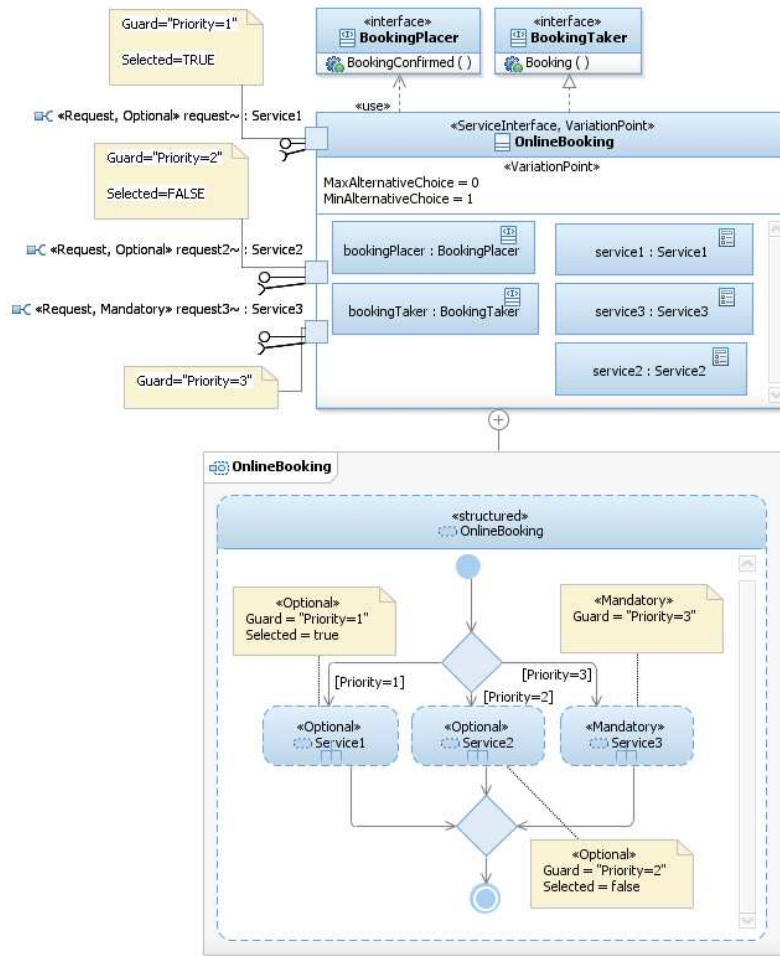 Guard="Priority=1"
Selected=TRUE
«interface»
BookingPlacer
BookingConfirmed ( )
«interface»
BookingTaker
Booking ( )
«use»
«Request, Optional» request~ : Service1
«ServiceInterface, VariationPoint»
OnlineBooking
«VariationPoint»
MaxAlternativeChoice = 0
MinAlternativeChoice = 1
Guard="Priority=2"
Selected=FALSE
«Request, Optional» request2~ : Service2
bookingPlacer : BookingPlacer
service1 : Service1
«Request, Mandatory» request3~ : Service3
bookingTaker : BookingTaker
service3 : Service3
service2 : Service2
Guard="Priority=3"
OnlineBooking
«structured»
OnlineBooking
«Optional»
Guard = "Priority=1"
Selected = true
«Mandatory»
Guard = "Priority=3"
[Priority=1]
[Priority=2]
[Priority=3]
«Optional»
Service1
«Optional»
Service2
«Mandatory»
Service3
«Optional»
Guard = "Priority=2"
Selected = false